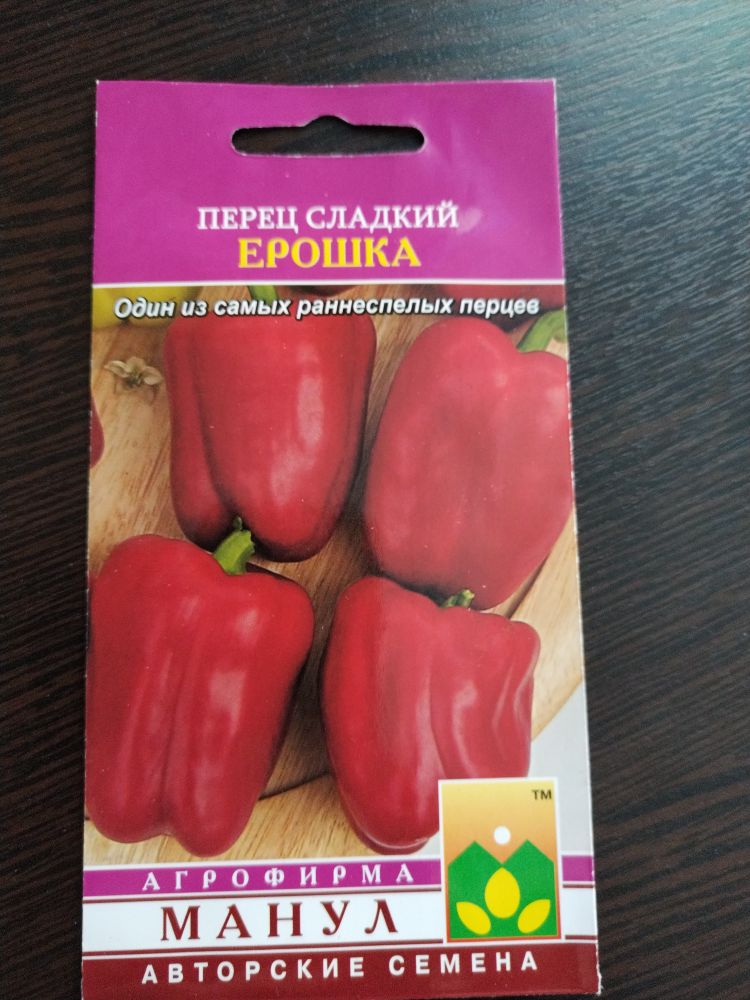 ПЕРЕЦ СЛАДКИЙ
ЕРОШКА
Один из самых раннеспелых перцев
TM
АГРОФИРМА
МАНУЛ
АВТОРСКИЕ СЕМЕНА